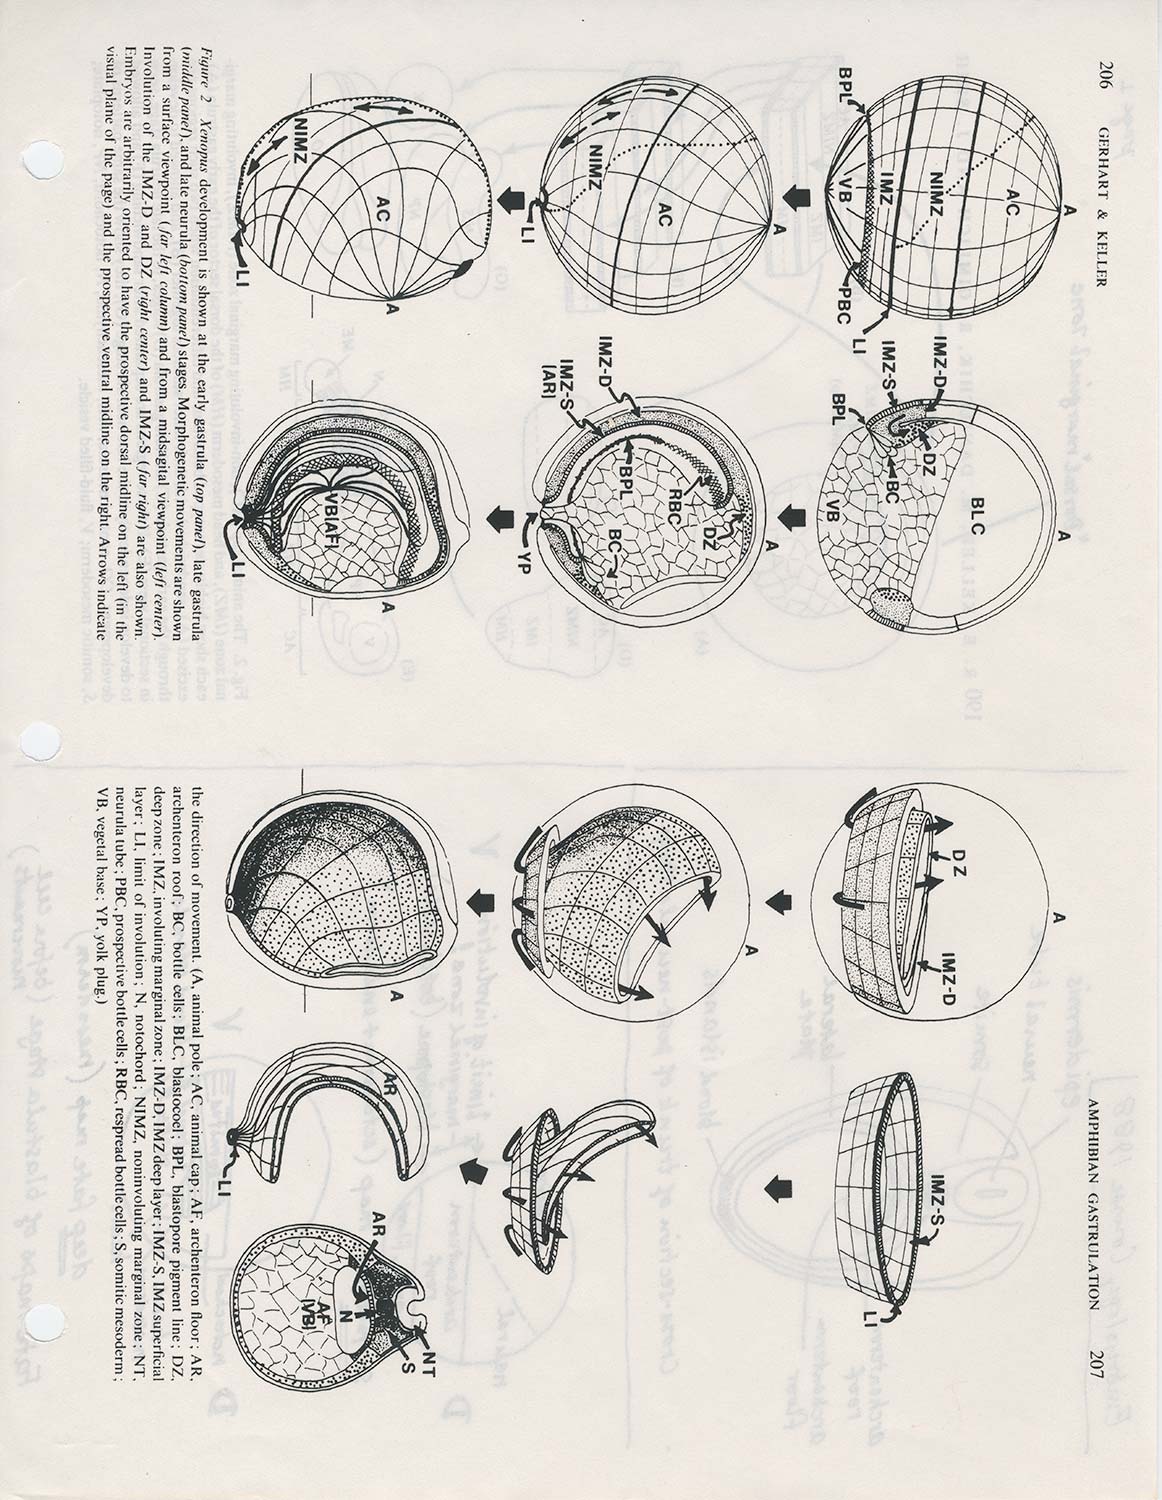 206 GERHART & KELLER
A
AC
NIMZ
IMZ
VB
BPL
PBC
LI
A
IMZ-D
IMZ-S
BPL
DZ
BC
BLC
VB
A
AC
NIMZ
LI
A
IMZ-D
IMZ-S
(AR)
BPL
RBC
DZ
BC
YP
A
NIMZ
AC
LI
A
VB(AF)
LI
Figure 2 Xenopus development is shown at the early gastrula (top panel), late gastrula
(middle panel), and late neurula (bottom panel) stages. Morphogenetic movements are shown
from a surface viewpoint (far left column) and from a midsagital viewpoint (left center).
Involution of the IMZ-D and DZ (right center) and IMZ-S (far right) are also shown.
Embryos are arbitrarily oriented to have the prospective dorsal midline on the left (in the
visual plane of the page) and the prospective ventral midline on the right. Arrows indicate
AMPHIBIAN GASTRULATION 207
A
DZ
IMZ-D
IMZ-S
LI
A
A
AR
LI
AR
NT
S
N
AF
(VB)
the direction of movement. (A, animal pole; AC, animal cap; AF, archenteron floor; AR,
archenteron roof; BC, bottle cells; BLC, blastocoel; BPL, blastopore pigment line; DZ,
deep zone; IMZ, involuting marginal zone; IMZ-D, IMZ deep layer; IMZ-S, IMZ superficial
layer; LI, limit of involution; N, notochord; NIMZ, noninvoluting marginal zone; NT,
neurula tube; PBC, prospective bottle cells; RBC, respread bottle cells; S, somitic mesoderm;
VB, vegetal base; YP, yolk plug.)